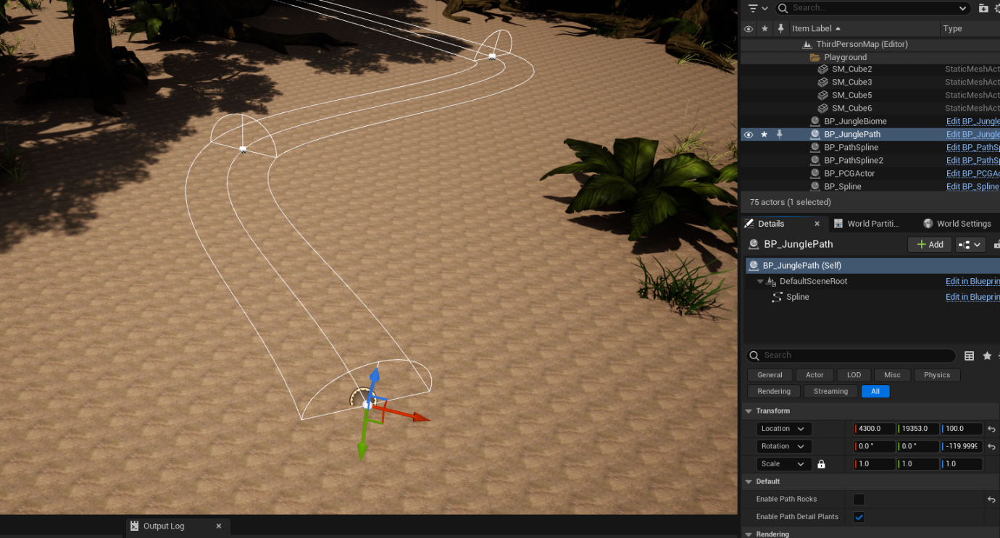 Search...
Item Label
Type
ThirdPersonMap (Editor)
Playground
SM_Cube2 StaticMeshAct
SM_Cube3 StaticMeshAct
SM_Cube5 StaticMeshAct
SM_Cube6 StaticMeshAct
BP_JungleBiome Edit BP_Jungle
BP_JunglePath Edit BP_Jungle
BP_PathSpline Edit BP_PathSp
BP_PathSpline2 Edit BP_PathSp
BP_PCGActor Edit BP_PCGAc
BP_Spline Edit BP_Spline
75 actors (1 selected)
Details World Partiti... World Settings
BP_JunglePath Add
BP_JunglePath (Self)
DefaultSceneRoot Edit in Blueprin
Spline Edit in Blueprin
Search
General Actor LOD Misc Physics
Rendering Streaming All
Transform
Location 4300.0 19353.0 100.0
Rotation 0.0 ° 0.0 ° -119.9999
Scale 1.0 1.0 1.0
Default
Enable Path Rocks
Enable Path Detail Plants
Rendering
Output Log